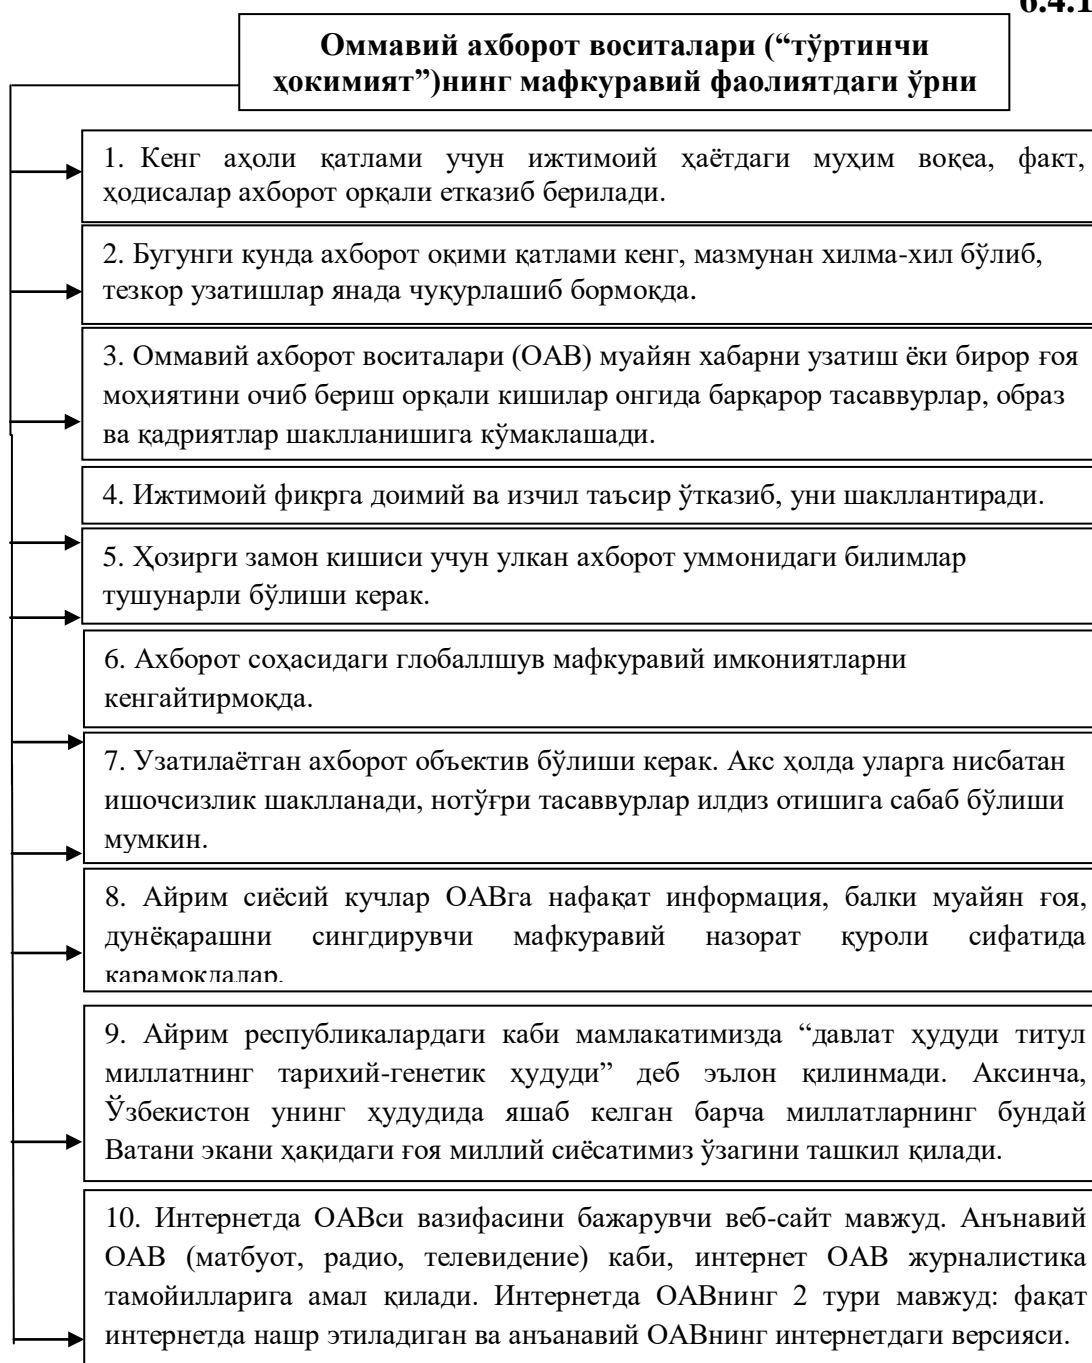 6.4.1
Оммавий ахборот воситалари (“тўртинчи
ҳокимият”)нинг мафкуравий фаолиятдаги ўрни
1. Кенг аҳоли қатлами учун ижтимоий ҳаётдаги муҳим воқеа, факт,
ҳодисалар ахборот орқали етказиб берилади.
2. Бугунги кунда ахборот оқими қатлами кенг, мазмунан хилма-хил бўлиб,
тезкор узатишлар янада чуқурлашиб бормоқда.
3. Оммавий ахборот воситалари (ОАВ) муайян хабарни узатиш ёки бирор ғоя
моҳиятини очиб бериш орқали кишилар онгида барқарор тасаввурлар, образ
ва қадриятлар шаклланишига кўмаклашади.
4. Ижтимоий фикрга доимий ва изчил таъсир ўтказиб, уни шакллантиради.
5. Ҳозирги замон кишиси учун улкан ахборот уммонидаги билимлар
тушунарли бўлиши керак.
6. Ахборот соҳасидаги глобаллшув мафкуравий имкониятларни
кенгайтирмоқда.
7. Узатилаётган ахборот объектив бўлиши керак. Акс ҳолда уларга нисбатан
ишочсизлик шаклланади, нотўғри тасаввурлар илдиз отишига сабаб бўлиши
мумкин.
8. Айрим сиёсий кучлар ОАВга нафақат информация, балки муайян ғоя,
дунёқарашни сингдирувчи мафкуравий назорат қуроли сифатида
қарамоқдалар.
9. Айрим республикалардаги каби мамлакатимизда “давлат ҳудуди титул
миллатнинг тарихий-генетик ҳудуди” деб эълон қилинмади. Аксинча,
Ўзбекистон унинг ҳудудида яшаб келган барча миллатларнинг бундай
Ватани экани ҳақидаги ғоя миллий сиёсатимиз ўзагини ташкил қилади.
10. Интернетда ОАВси вазифасини бажарувчи веб-сайт мавжуд. Анънавий
ОАВ (матбуот, радио, телевидение) каби, интернет ОАВ журналистика
тамойилларига амал қилади. Интернетда ОАВнинг 2 тури мавжуд: фақат
интернетда нашр этиладиган ва анъанавий ОАВнинг интернетдаги версияси.